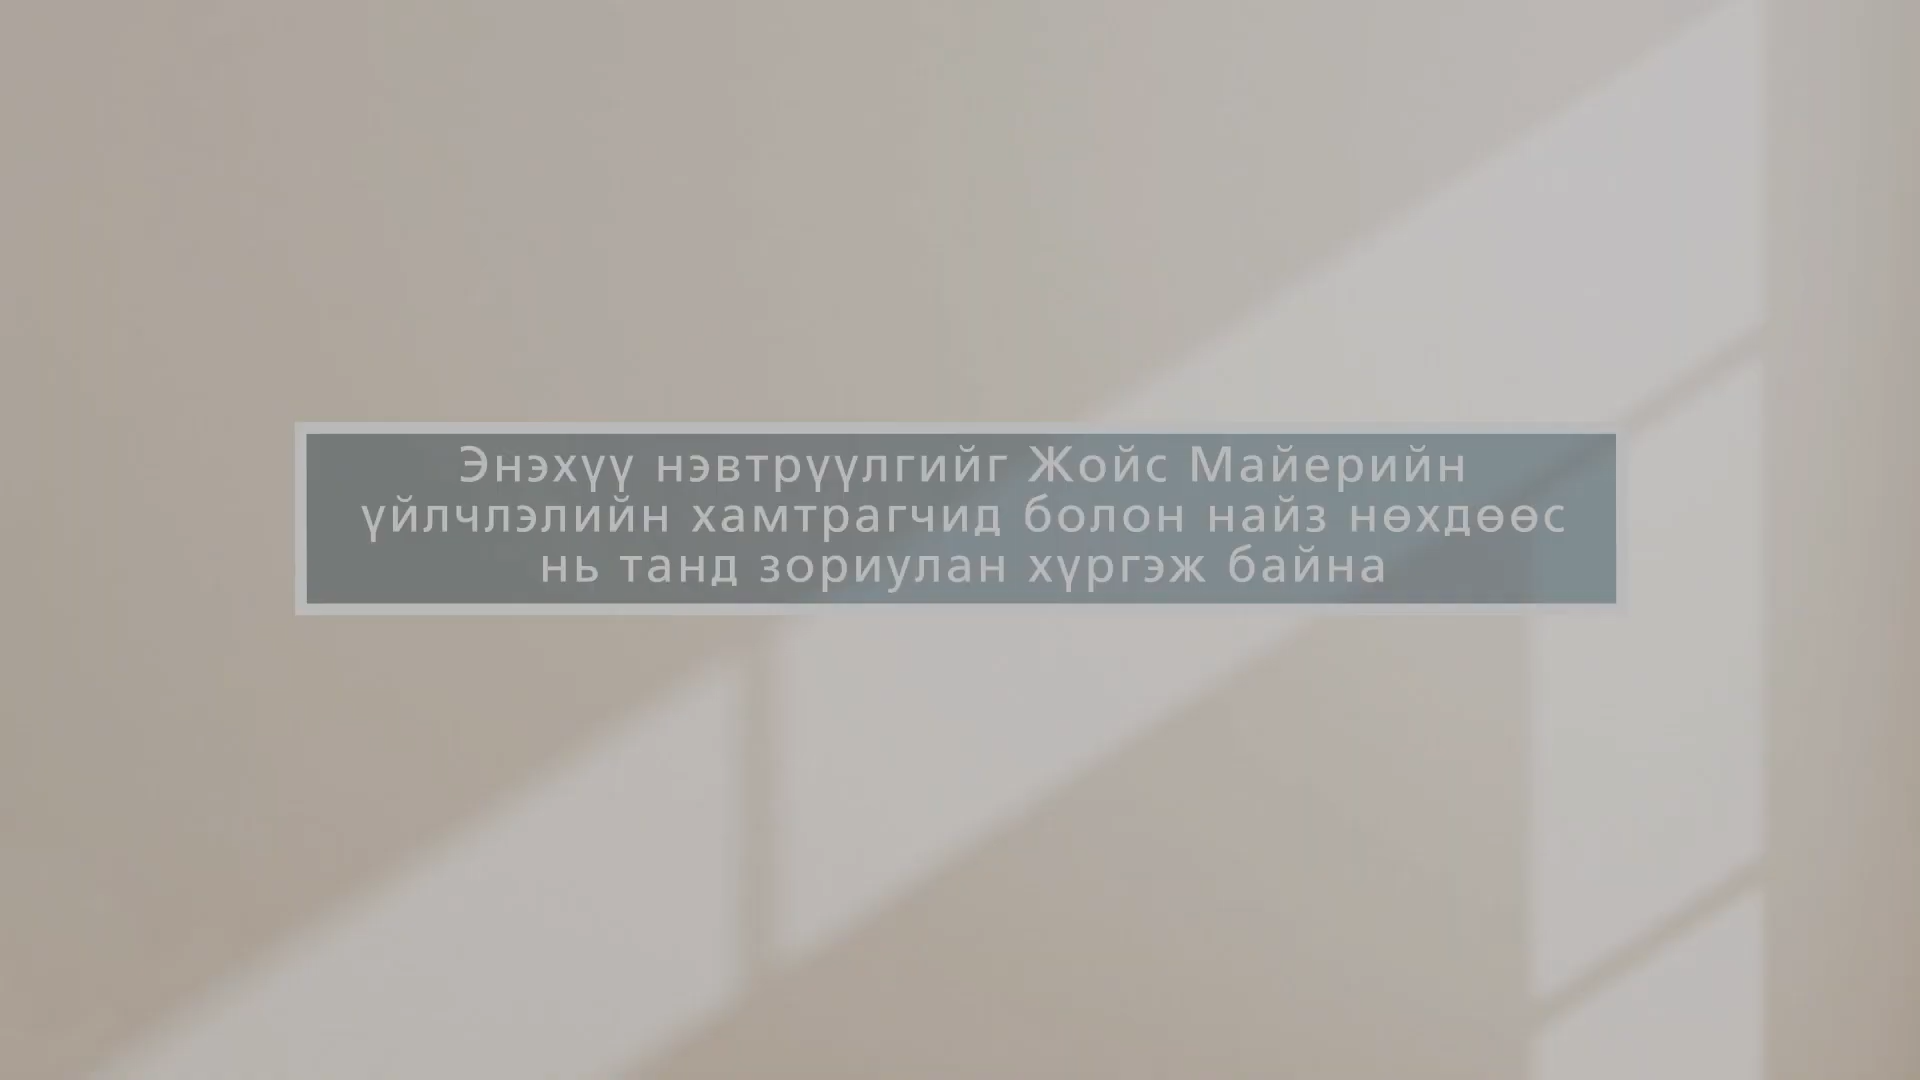 Энэхүү нэвтрүүлгийг Жойс Майерийн
үйлчлэлийн хамтрагчид болон найз нөхдөөс
нь танд зориулан хүргэж байна